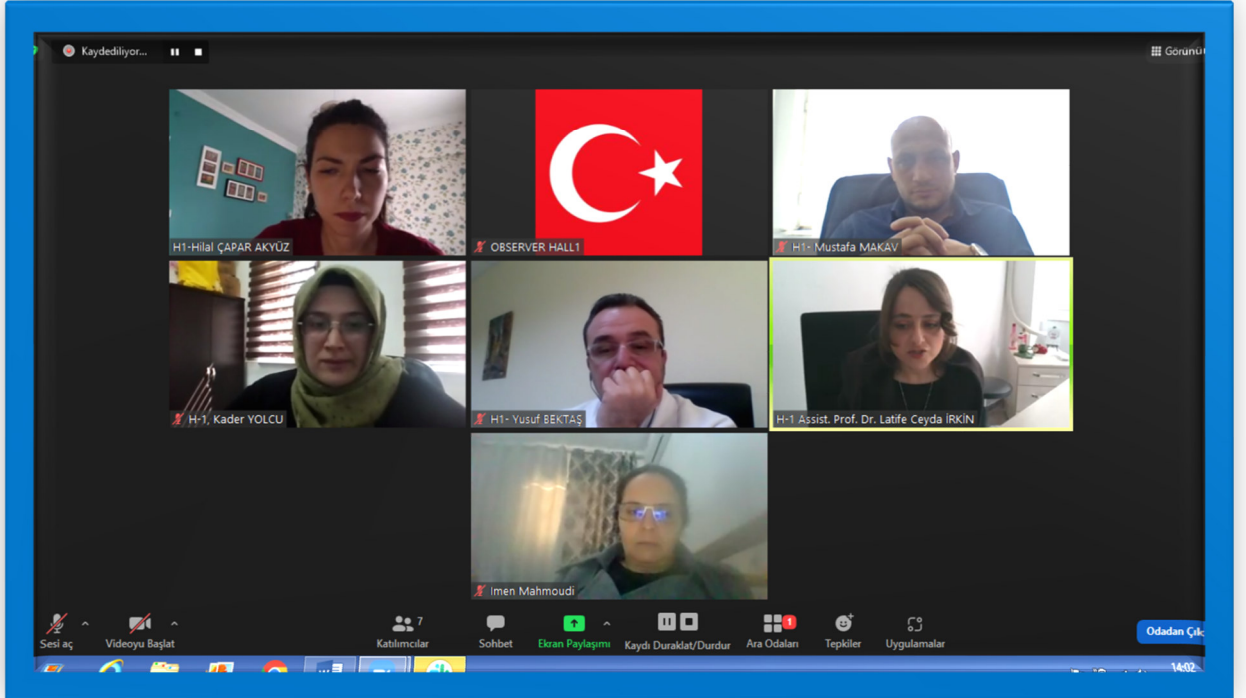 Kaydediliyor...
Görünü
H1-Hilal ÇAPAR AKYÜZ
OBSERVER HALL1
H1- Mustafa MAKAV
H-1, Kader YOLCU
H1- Yusuf BEKTAŞ
H-1 Assist. Prof. Dr. Latife Ceyda İRKİN
Imen Mahmoudi
7
1
Sesi aç
Videoyu Başlat
Katılımcılar
Sohbet
Ekran Paylaşımı
Kaydı Duraklat/Durdur
Ara Odaları
Tepkiler
Uygulamalar
Odadan Çık
14:02